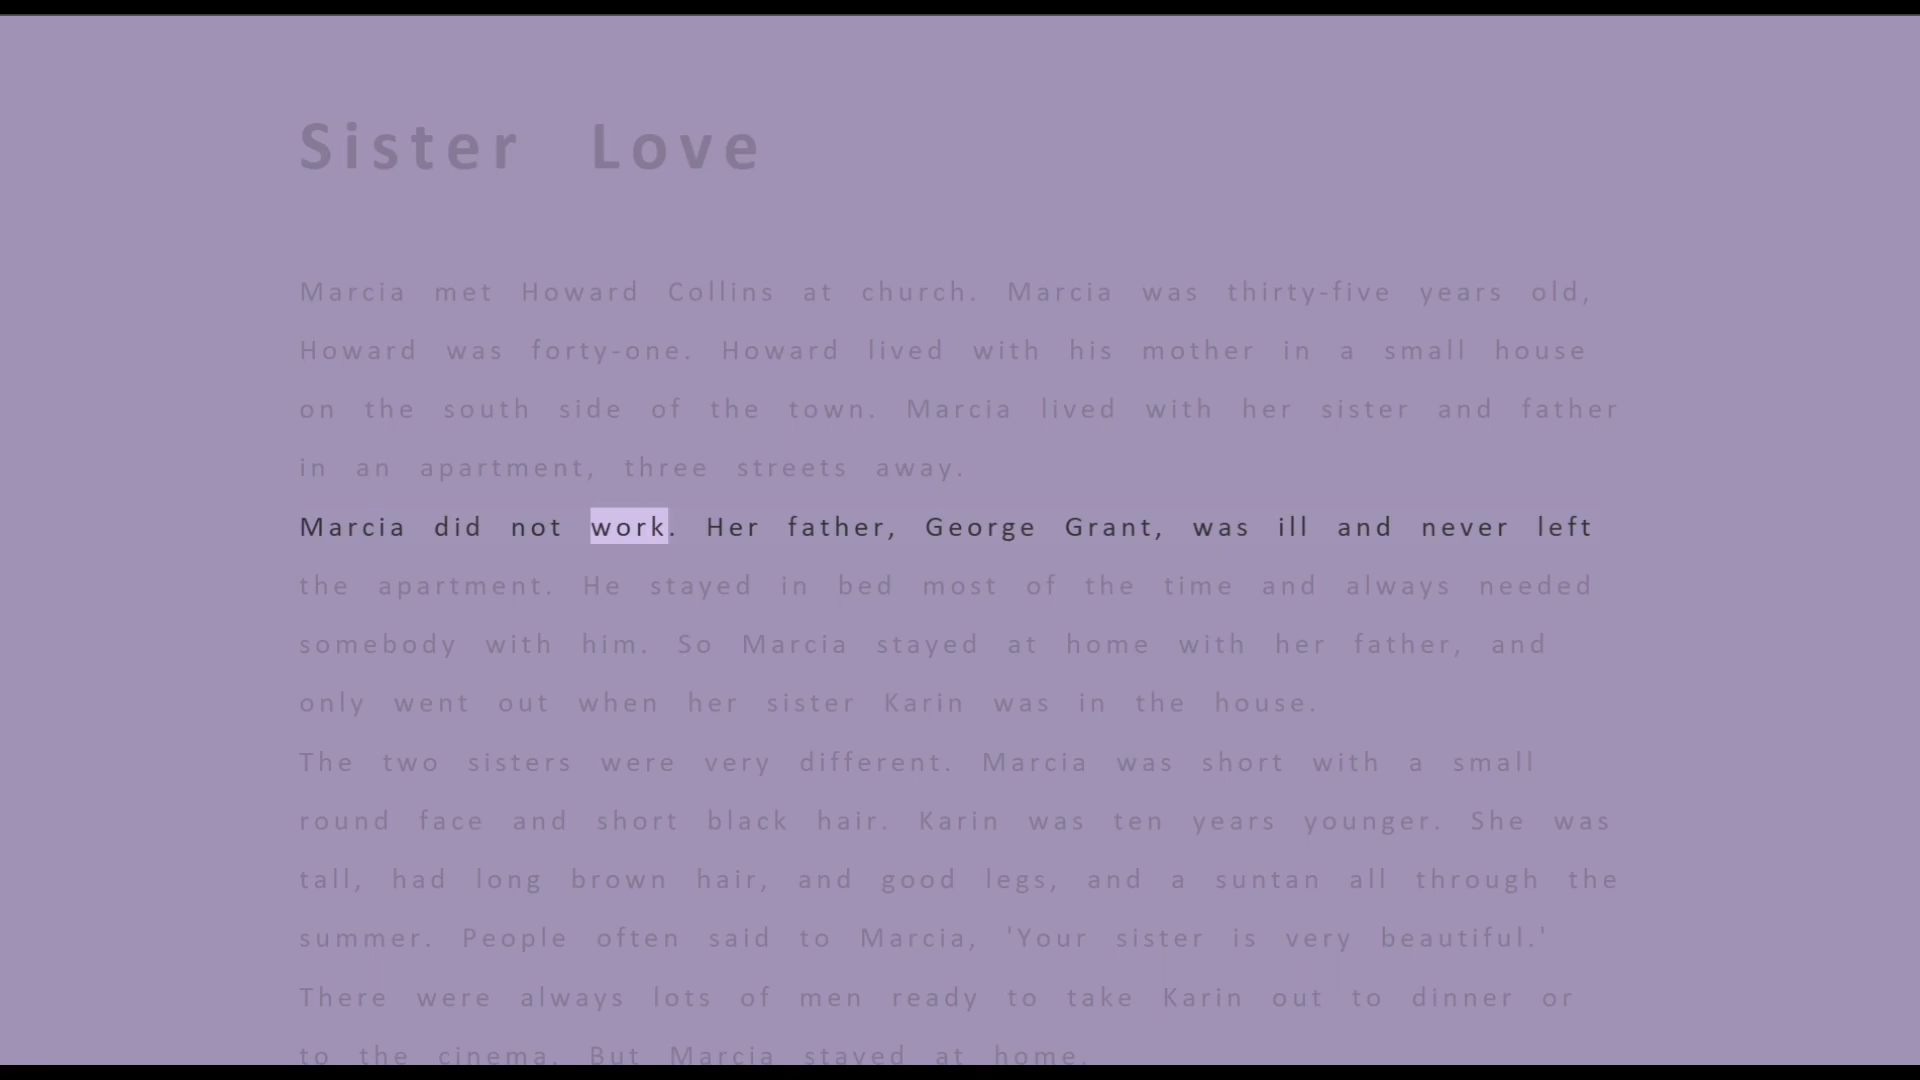 Sister Love
Marcia met Howard Collins at church. Marcia was thirty-five years old,
Howard was forty-one. Howard lived with his mother in a small house
on the south side of the town. Marcia lived with her sister and father
in an apartment, three streets away.
Marcia did not work. Her father, George Grant, was ill and never left
the apartment. He stayed in bed most of the time and always needed
somebody with him. So Marcia stayed at home with her father, and
only went out when her sister Karin was in the house.
The two sisters were very different. Marcia was short with a small
round face and short black hair. Karin was ten years younger. She was
tall, had long brown hair, and good legs, and a suntan all through the
summer. People often said to Marcia, 'Your sister is very beautiful.'
There were always lots of men ready to take Karin out to dinner or
to the cinema. But Marcia stayed at home.